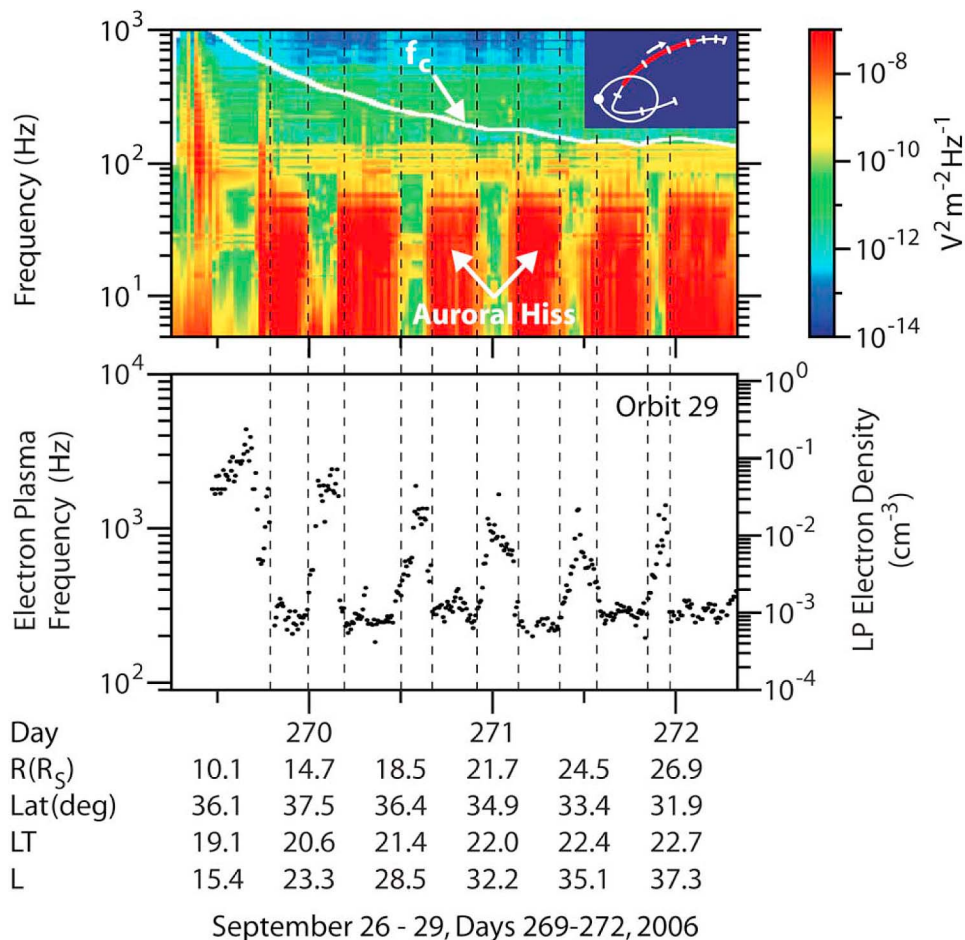 10³
10²
10¹
Frequency (Hz)
f_c
Auroral Hiss
10⁻⁸
10⁻¹⁰
10⁻¹²
10⁻¹⁴
V² m⁻² Hz⁻¹
10⁴
10³
10²
Electron Plasma
Frequency (Hz)
Orbit 29
10⁰
10⁻¹
10⁻²
10⁻³
10⁻⁴
LP Electron Density
(cm⁻³)
Day 270 271 272
R(R_S) 10.1 14.7 18.5 21.7 24.5 26.9
Lat(deg) 36.1 37.5 36.4 34.9 33.4 31.9
LT 19.1 20.6 21.4 22.0 22.4 22.7
L 15.4 23.3 28.5 32.2 35.1 37.3
September 26 - 29, Days 269-272, 2006